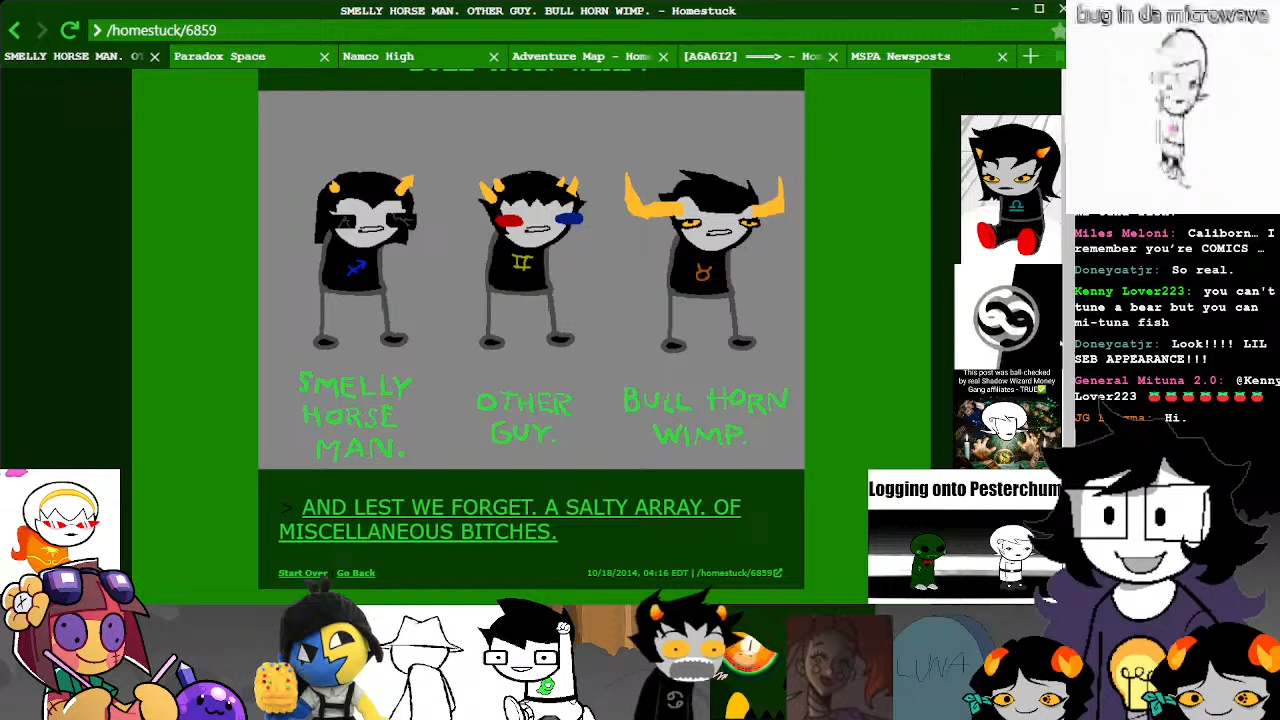 SMELLY HORSE MAN. OTHER GUY. BULL HORN WIMP. - Homestuck
/homestuck/6859
SMELLY HORSE MAN. OT
Paradox Space
Namco High
Adventure Map - Hom
[A6A6I2] ====> - Hom
MSPA Newsposts
SMELLY
HORSE
MAN.
OTHER
GUY.
BULL HORN
WIMP.
> AND LEST WE FORGET. A SALTY ARRAY. OF
MISCELLANEOUS BITCHES.
Start Over Go Back
10/18/2014, 04:16 EDT | /homestuck/6859
bug in da microwave
Miles Meloni: Caliborn… I
remember you're COMICS …
Doneycatjr: So real.
Kenny Lover223: you can't
tune a bear but you can
mi-tuna fish
Doneycatjr: Look!!!! LIL
SEB APPEARANCE!!!
General Mituna 2.0: @Kenny
Lover223
Hi.
This post was ball-checked
by real Shadow Wizard Money
Gang affiliates - TRUE✅
Logging onto Pesterchum
LUNA